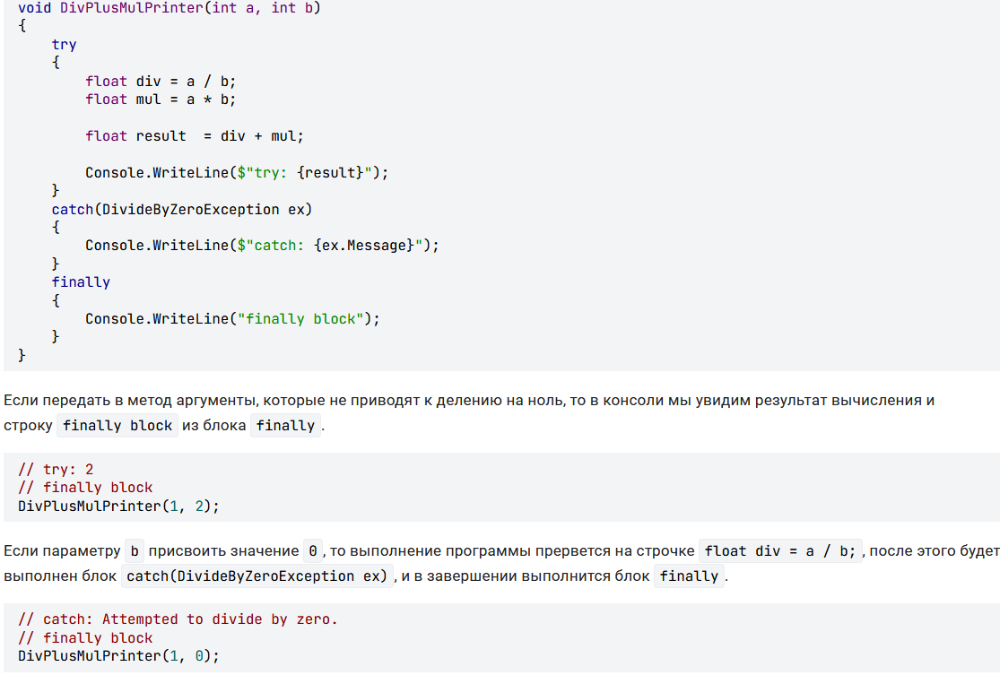 void DivPlusMulPrinter(int a, int b)
{
    try
    {
        float div = a / b;
        float mul = a * b;

        float result  = div + mul;

        Console.WriteLine($"try: {result}");
    }
    catch(DivideByZeroException ex)
    {
        Console.WriteLine($"catch: {ex.Message}");
    }
    finally
    {
        Console.WriteLine("finally block");
    }
}
Если передать в метод аргументы, которые не приводят к делению на ноль, то в консоли мы увидим результат вычисления и
строку finally block из блока finally.
// try: 2
// finally block
DivPlusMulPrinter(1, 2);
Если параметру b присвоить значение 0, то выполнение программы прервется на строчке float div = a / b;, после этого будет
выполнен блок catch(DivideByZeroException ex), и в завершении выполнится блок finally.
// catch: Attempted to divide by zero.
// finally block
DivPlusMulPrinter(1, 0);